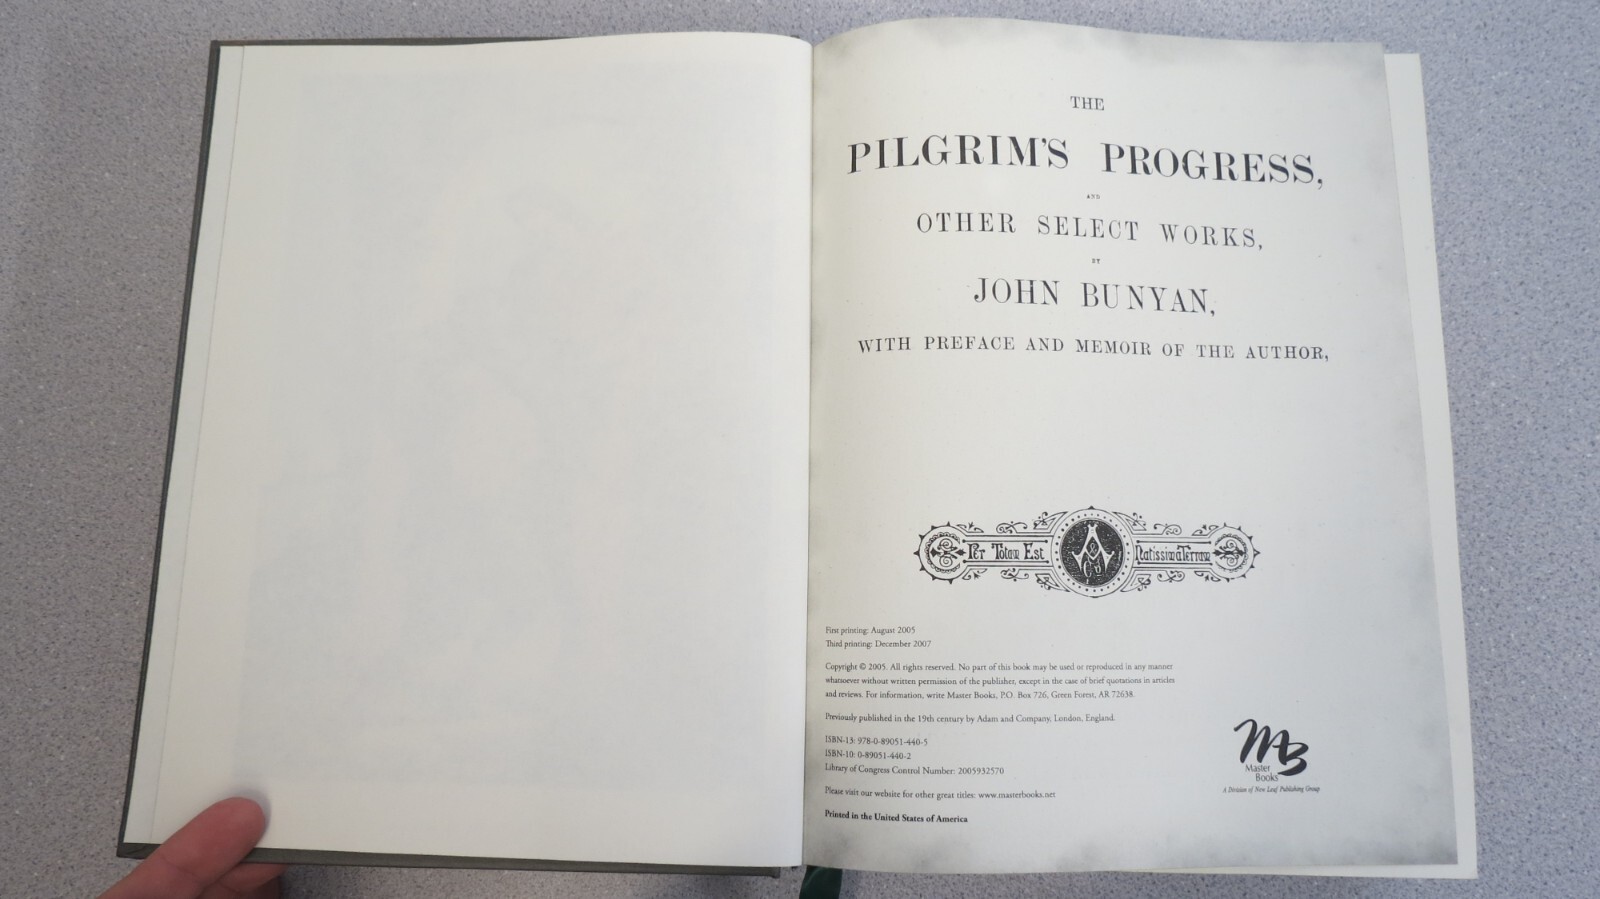 THE
PILGRIM'S PROGRESS,
AND
OTHER SELECT WORKS,
BY
JOHN BUNYAN,
WITH PREFACE AND MEMOIR OF THE AUTHOR,
Per Totam Est NatissimaTerram
First printing: August 2005
Third printing: December 2007
Copyright © 2005. All rights reserved. No part of this book may be used or reproduced in any manner
whatsoever without written permission of the publisher, except in the case of brief quotations in articles
and reviews. For information, write Master Books, P.O. Box 726, Green Forest, AR 72638.
Previously published in the 19th century by Adam and Company, London, England.
ISBN-13: 978-0-89051-440-5
ISBN-10: 0-89051-440-2
Library of Congress Control Number: 2005932570
Please visit our website for other great titles: www.masterbooks.net
Printed in the United States of America
MB
Master
Books
A Division of New Leaf Publishing Group